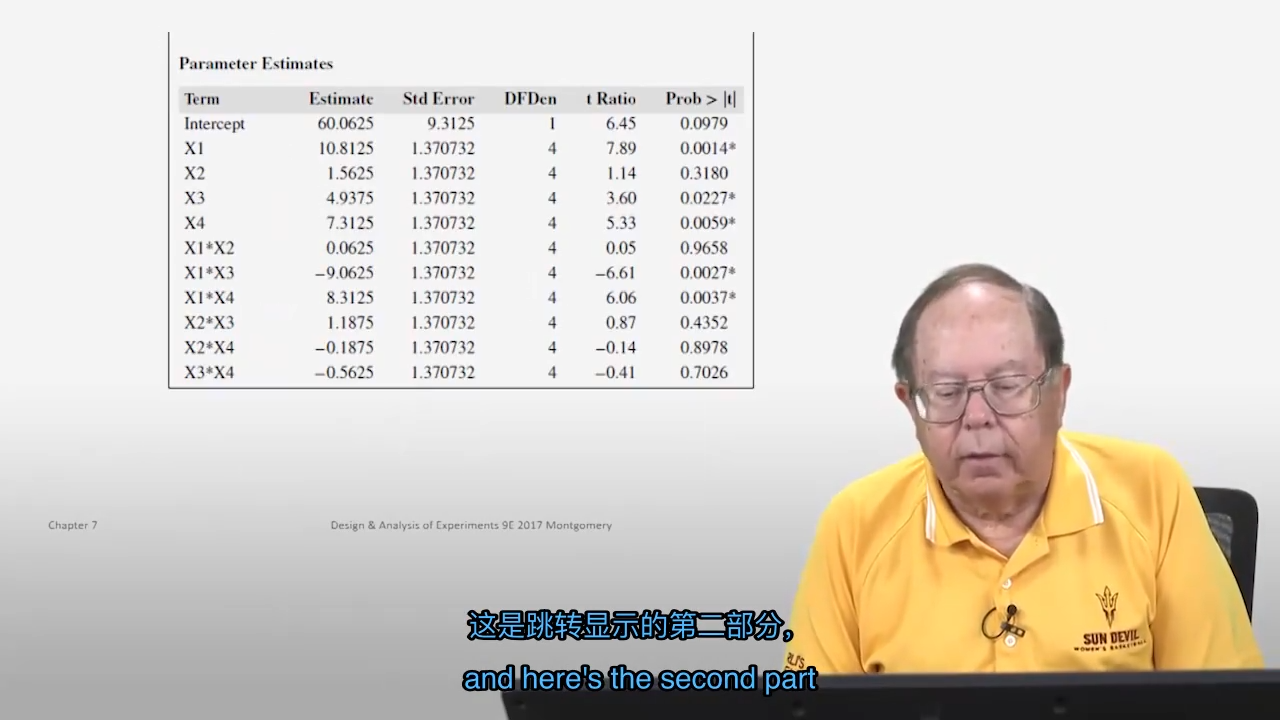 Parameter Estimates
Term Estimate Std Error DFDen t Ratio Prob > |t|
Intercept 60.0625 9.3125 1 6.45 0.0979
X1 10.8125 1.370732 4 7.89 0.0014*
X2 1.5625 1.370732 4 1.14 0.3180
X3 4.9375 1.370732 4 3.60 0.0227*
X4 7.3125 1.370732 4 5.33 0.0059*
X1*X2 0.0625 1.370732 4 0.05 0.9658
X1*X3 −9.0625 1.370732 4 −6.61 0.0027*
X1*X4 8.3125 1.370732 4 6.06 0.0037*
X2*X3 1.1875 1.370732 4 0.87 0.4352
X2*X4 −0.1875 1.370732 4 −0.14 0.8978
X3*X4 −0.5625 1.370732 4 −0.41 0.7026
Chapter 7
Design & Analysis of Experiments 9E 2017 Montgomery
SUN DEVIL
WOMEN'S BASKETBALL
这是跳转显示的第二部分，
and here's the second part